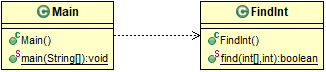 Main
Main()
main(String[]):void
FindInt
FindInt()
find(int[],int):boolean